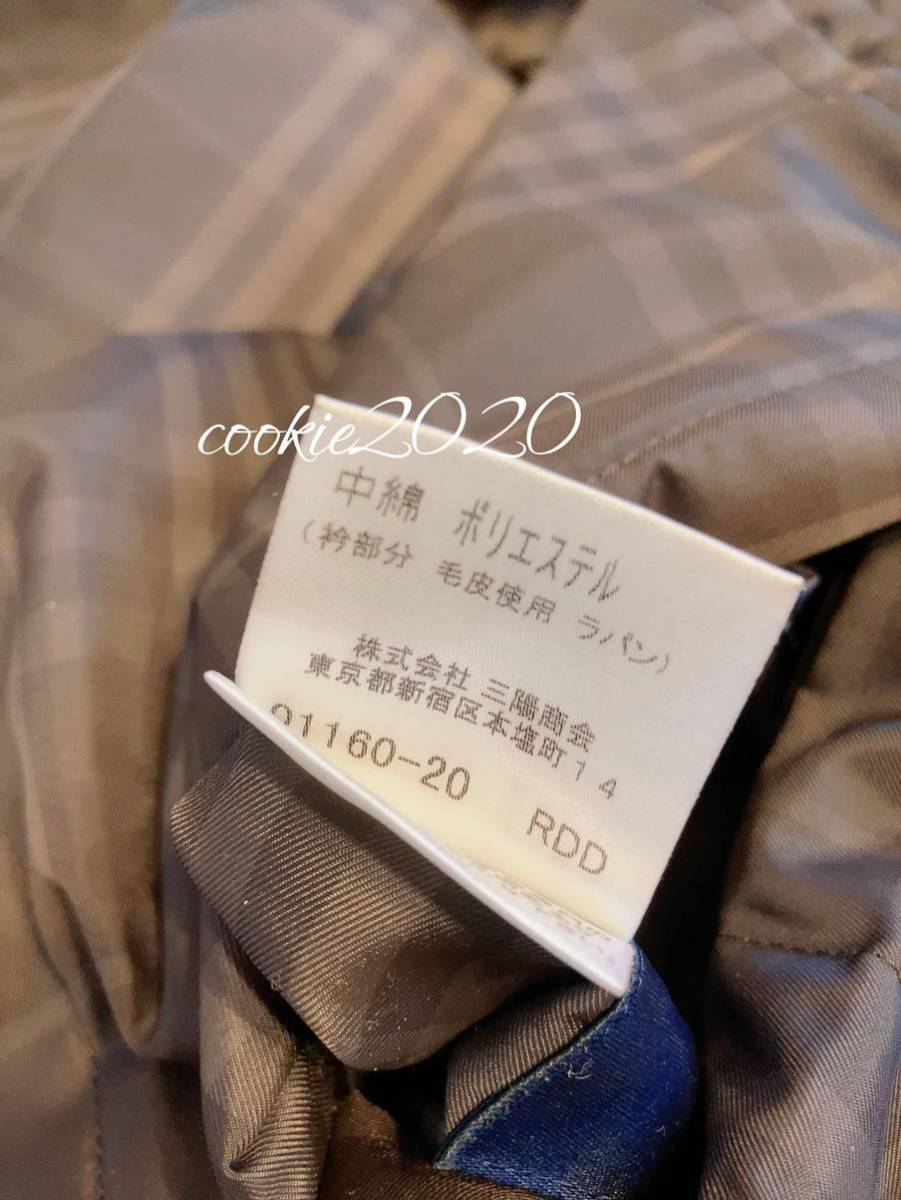 cookie2020
中綿 ポリエステル
(衿部分 毛皮使用 ラパン)
株式会社 三陽商会
東京都新宿区本塩町14
01160-20
RDD